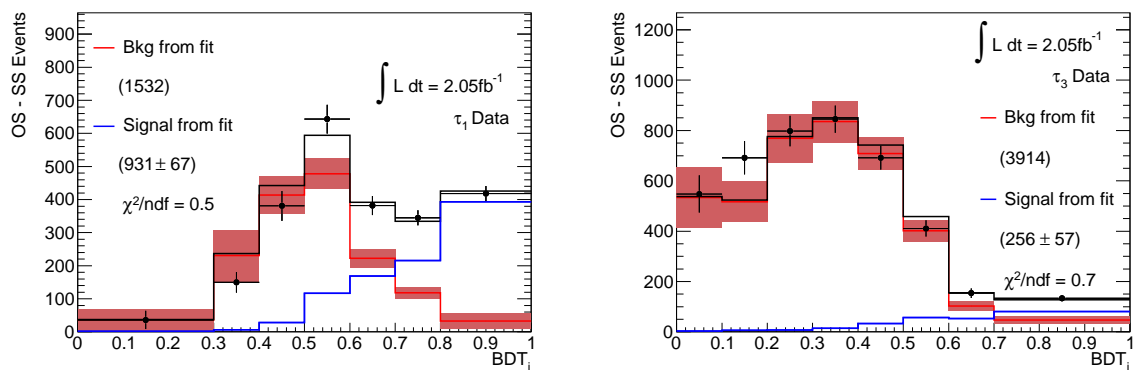 OS - SS Events
900
800
700
600
500
400
300
200
100
0
0
0.1
0.2
0.3
0.4
0.5
0.6
0.7
0.8
0.9
1
BDTj
Bkg from fit
(1532)
Signal from fit
(931± 67)
χ²/ndf = 0.5
∫ L dt = 2.05fb⁻¹
τ₁ Data
OS - SS Events
1200
1000
800
600
400
200
0
0
0.1
0.2
0.3
0.4
0.5
0.6
0.7
0.8
0.9
1
BDTj
∫ L dt = 2.05fb⁻¹
τ₃ Data
Bkg from fit
(3914)
Signal from fit
(256 ± 57)
χ²/ndf = 0.7